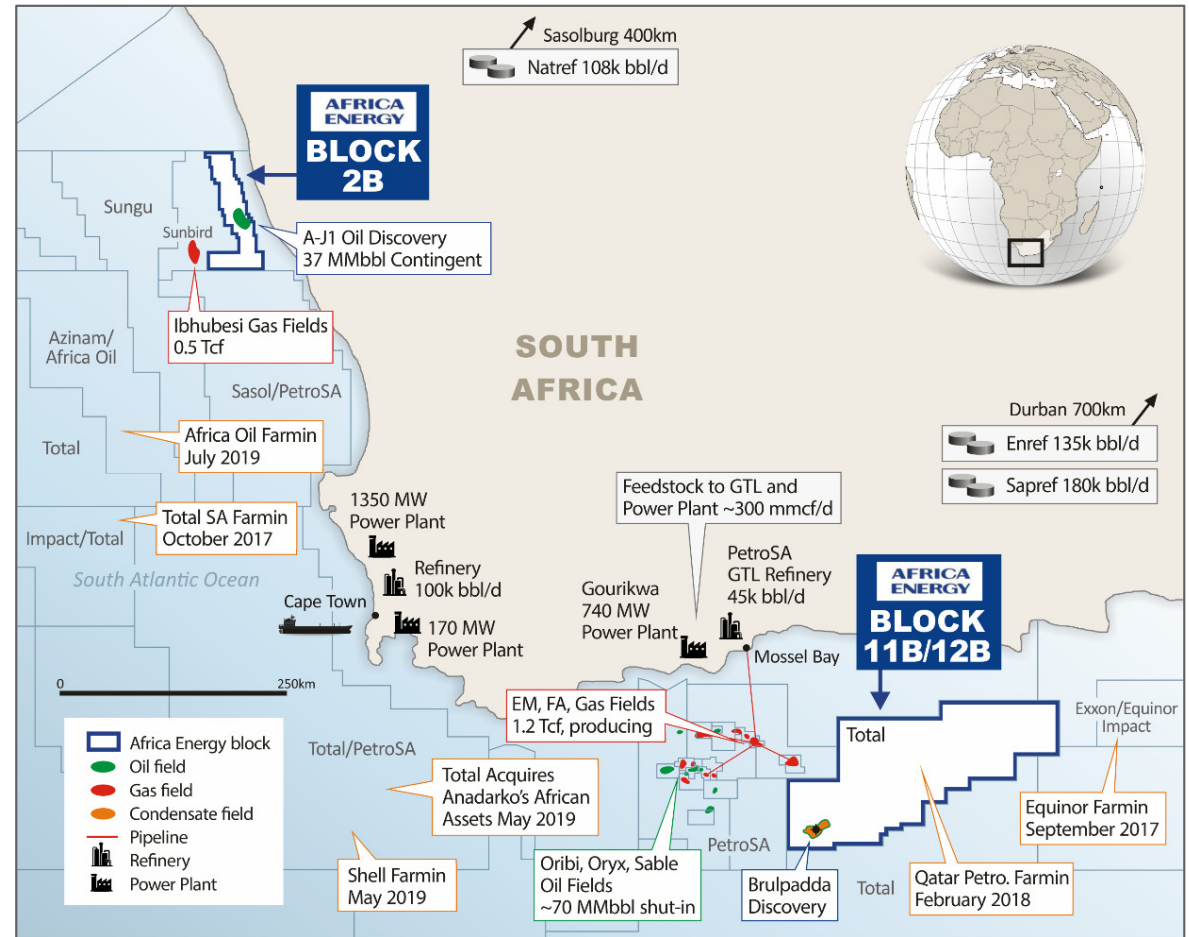 Sasolburg 400km
Natref 108k bbl/d
AFRICA
ENERGY
BLOCK
2B
Sungu
Sunbird
A-J1 Oil Discovery
37 MMbbl Contingent
Ibhubesi Gas Fields
0.5 Tcf
Azinam/
Africa Oil
Sasol/PetroSA
SOUTH
AFRICA
Total
Africa Oil Farmin
July 2019
Durban 700km
Enref 135k bbl/d
Sapref 180k bbl/d
Total SA Farmin
October 2017
Impact/Total
South Atlantic Ocean
1350 MW
Power Plant
Refinery
100k bbl/d
Cape Town
170 MW
Power Plant
Feedstock to GTL and
Power Plant ~300 mmcf/d
PetroSA
GTL Refinery
45k bbl/d
Gourikwa
740 MW
Power Plant
Mossel Bay
AFRICA
ENERGY
BLOCK
11B/12B
0
250km
EM, FA, Gas Fields
1.2 Tcf, producing
Total
Exxon/Equinor
Impact
Africa Energy block
Oil field
Gas field
Condensate field
Pipeline
Refinery
Power Plant
Total/PetroSA
Total Acquires
Anadarko's African
Assets May 2019
Shell Farmin
May 2019
Oribi, Oryx, Sable
Oil Fields
~70 MMbbl shut-in
PetroSA
Brulpadda
Discovery
Total
Qatar Petro. Farmin
February 2018
Equinor Farmin
September 2017